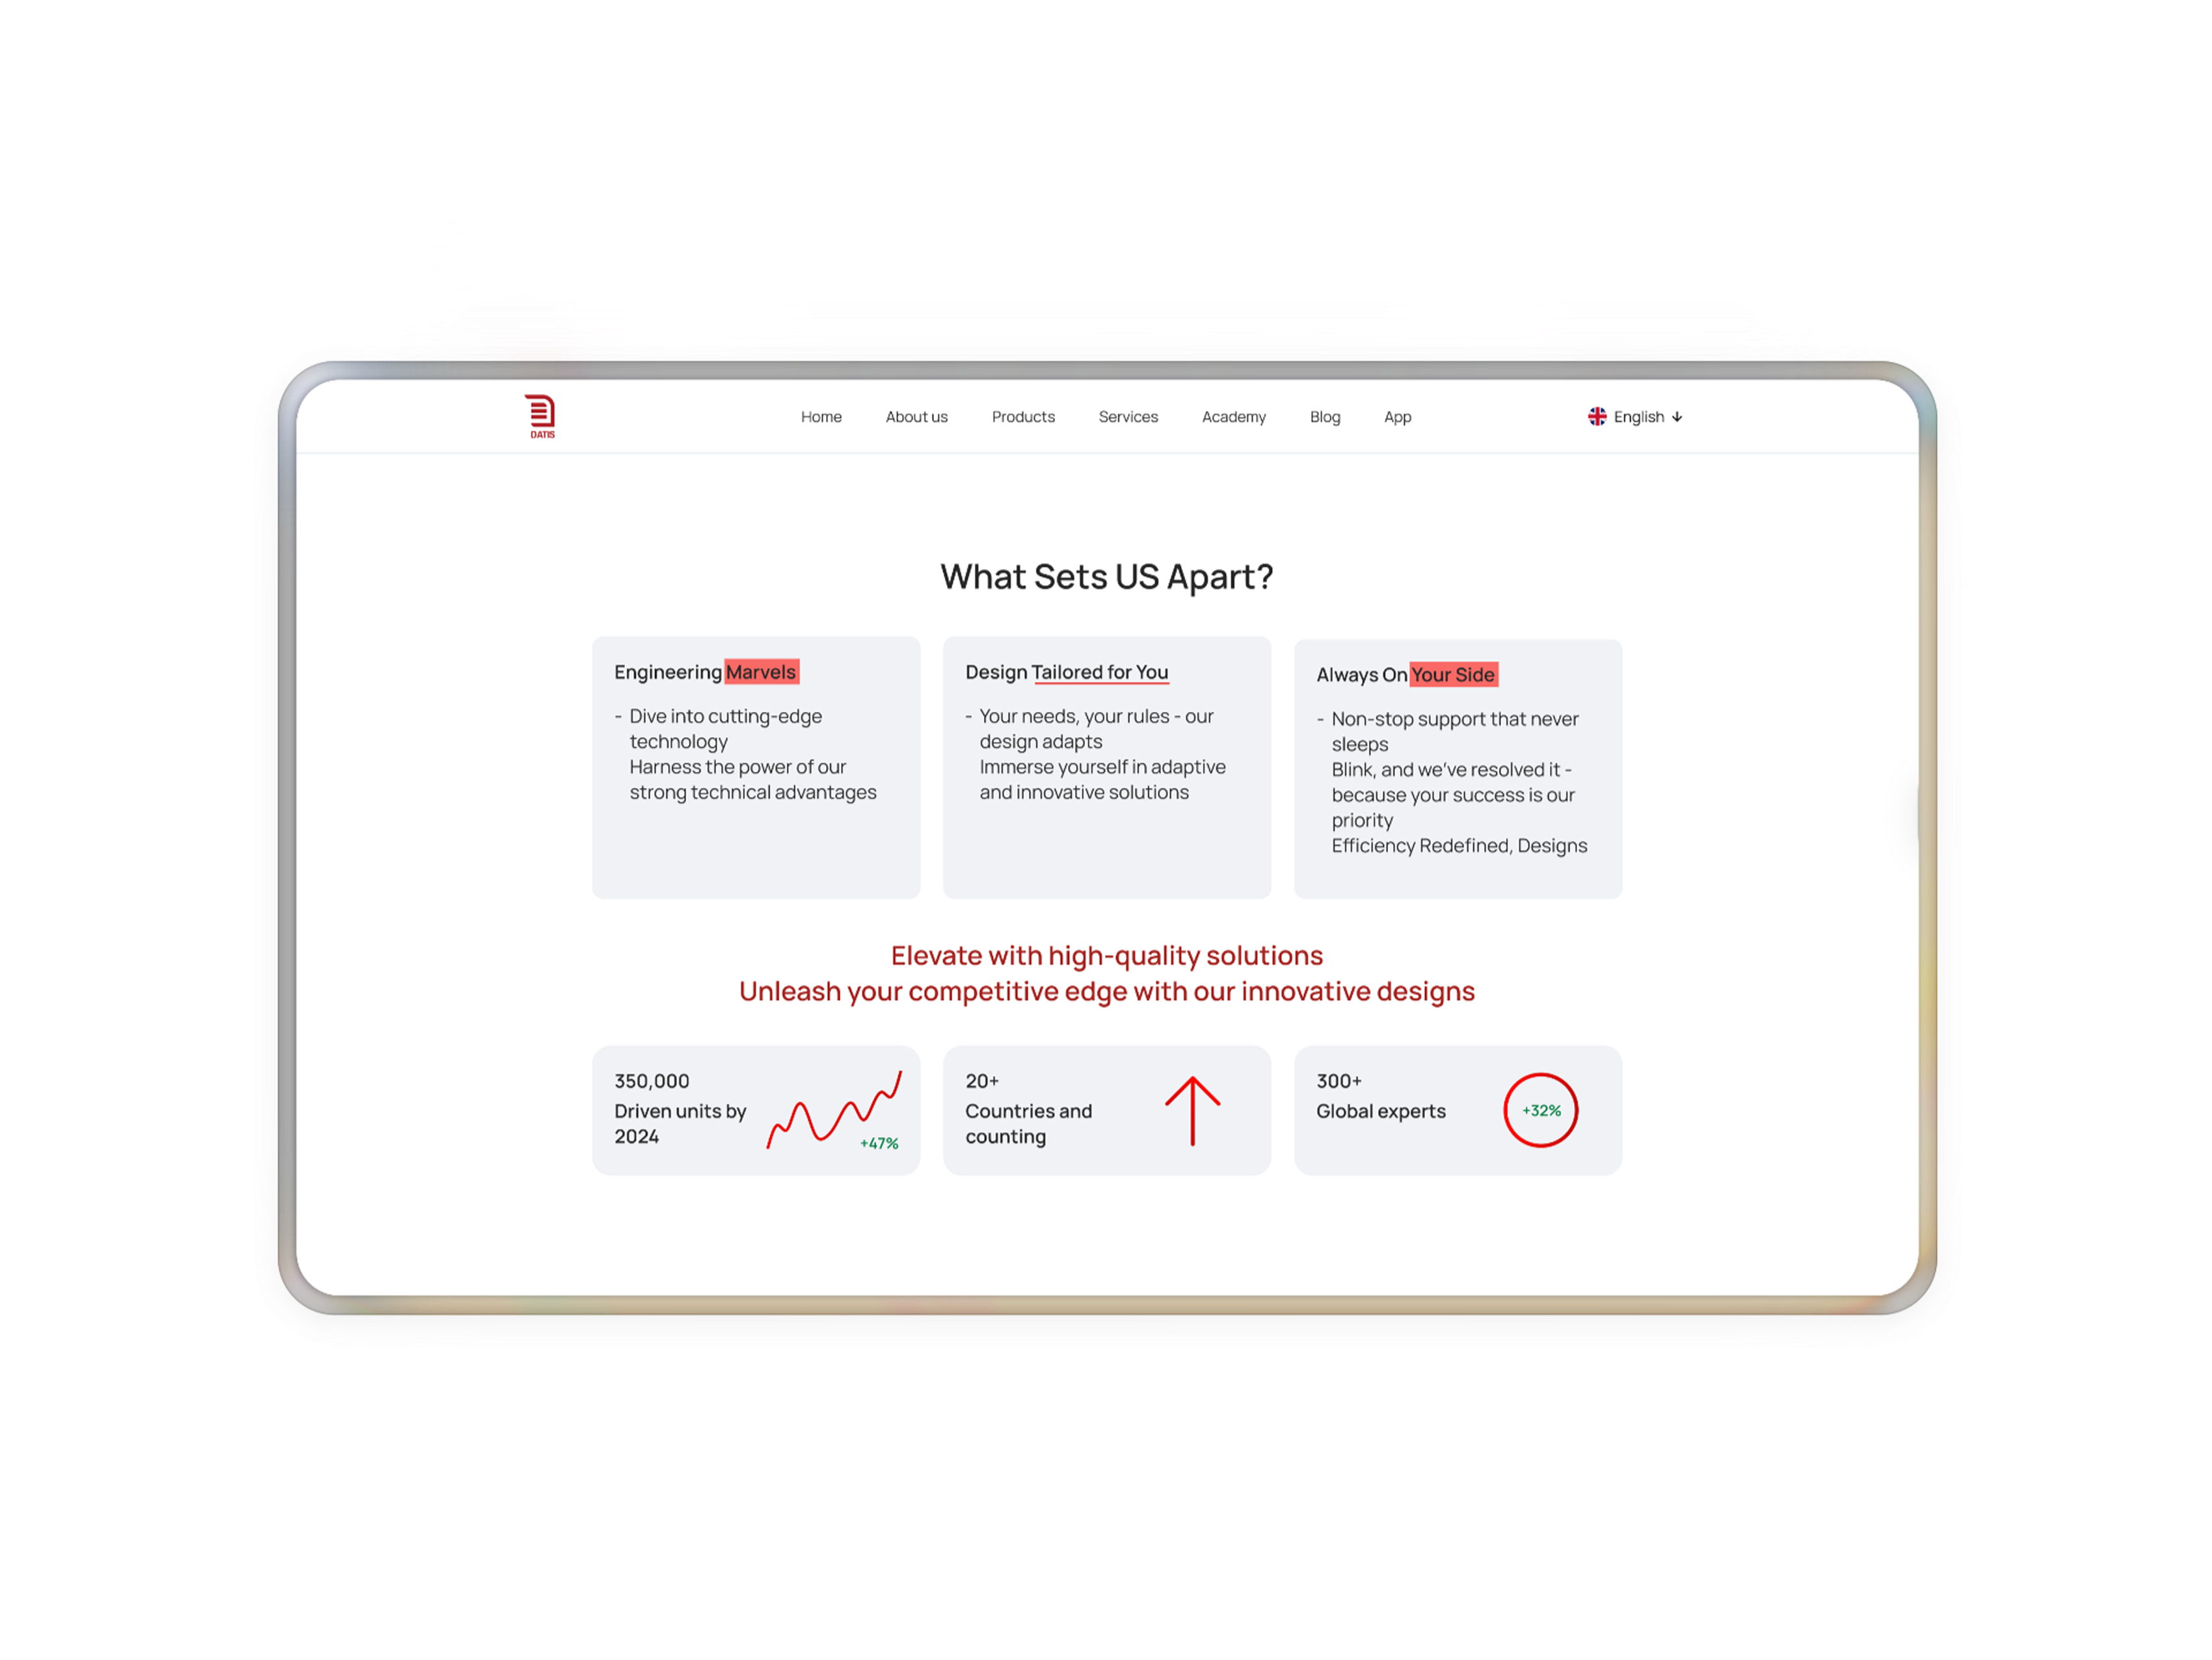 DATIS
Home About us Products Services Academy Blog App English
What Sets US Apart?
Engineering Marvels
- Dive into cutting-edge
technology
Harness the power of our
strong technical advantages
Design Tailored for You
- Your needs, your rules - our
design adapts
Immerse yourself in adaptive
and innovative solutions
Always On Your Side
- Non-stop support that never
sleeps
Blink, and we've resolved it -
because your success is our
priority
Efficiency Redefined, Designs
Elevate with high-quality solutions
Unleash your competitive edge with our innovative designs
350,000
Driven units by
2024
+47%
20+
Countries and
counting
300+
Global experts
+32%